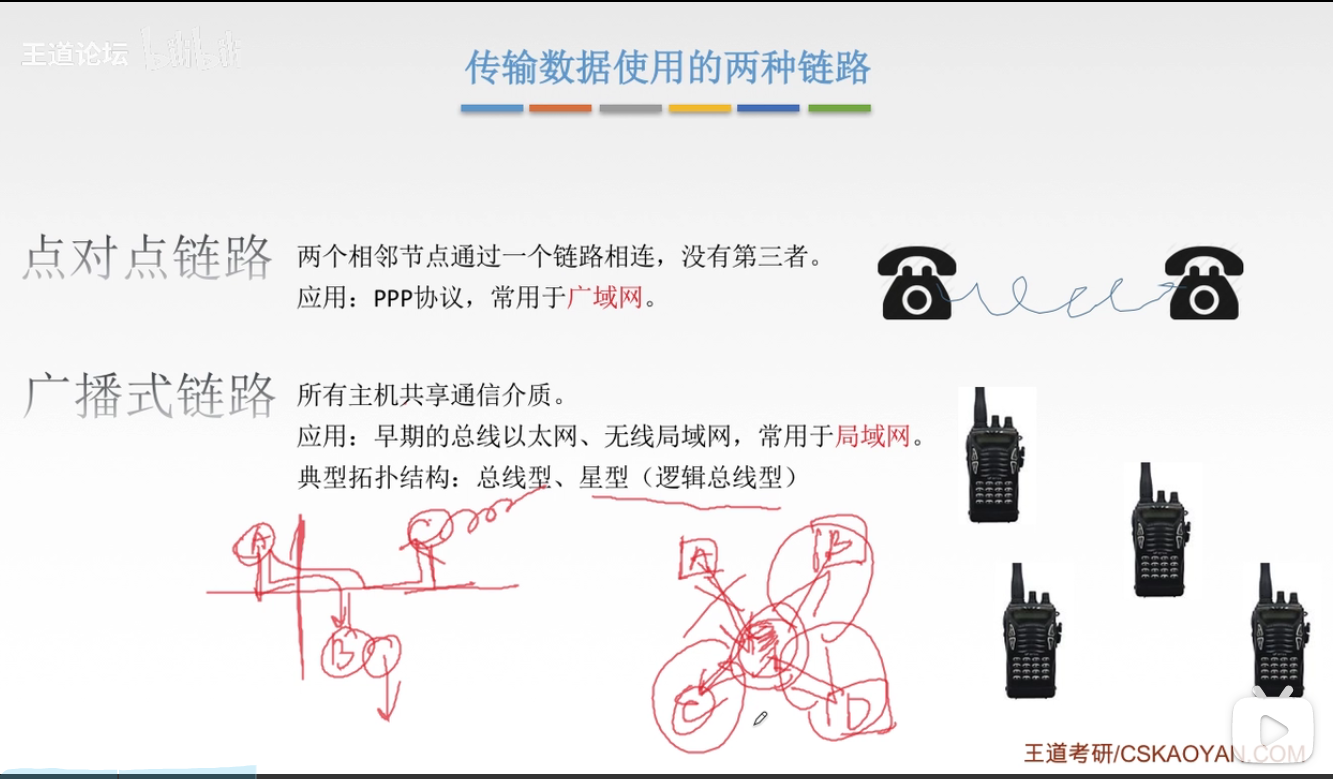 王道论坛 bilibili
传输数据使用的两种链路
点对点链路
两个相邻节点通过一个链路相连，没有第三者。
应用：PPP协议，常用于广域网。
广播式链路
所有主机共享通信介质。
应用：早期的总线以太网、无线局域网，常用于局域网。
典型拓扑结构：总线型、星型（逻辑总线型）
A
B
A
B
C
D
王道考研/CSKAOYAN.COM